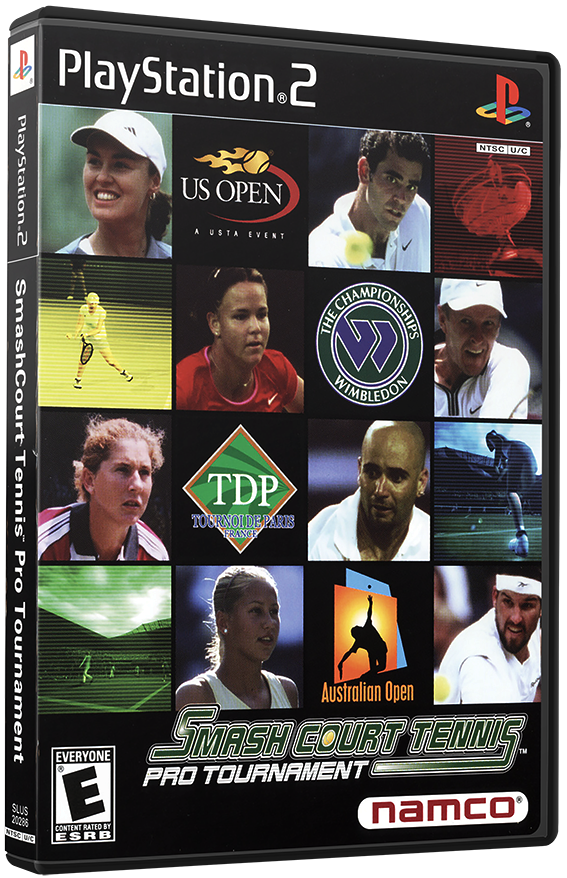 PlayStation®2
NTSC U/C
US OPEN
A USTA EVENT
THE CHAMPIONSHIPS
WIMBLEDON
TDP
TOURNOI DE PARIS
FRANCE
Australian Open
SMASH COURT TENNIS™
PRO TOURNAMENT
namco®
EVERYONE
E®
CONTENT RATED BY
ESRB
PlayStation®2
SmashCourt Tennis™ Pro Tournament
SLUS
20286
NTSC U/C